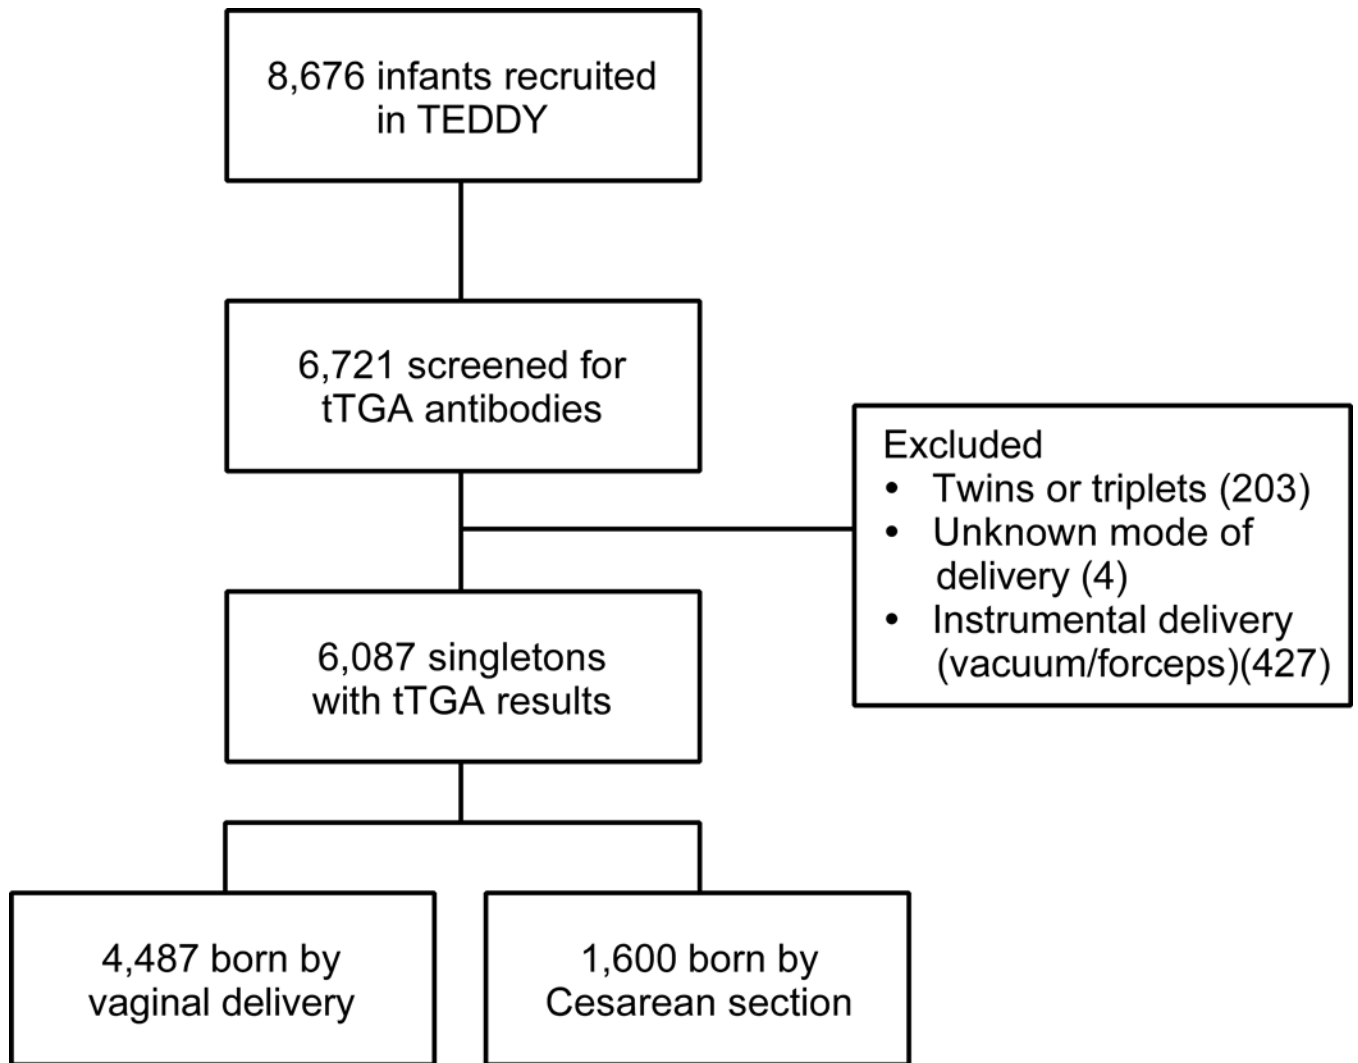 8,676 infants recruited
in TEDDY
6,721 screened for
tTGA antibodies
Excluded
• Twins or triplets (203)
• Unknown mode of
delivery (4)
• Instrumental delivery
(vacuum/forceps)(427)
6,087 singletons
with tTGA results
4,487 born by
vaginal delivery
1,600 born by
Cesarean section